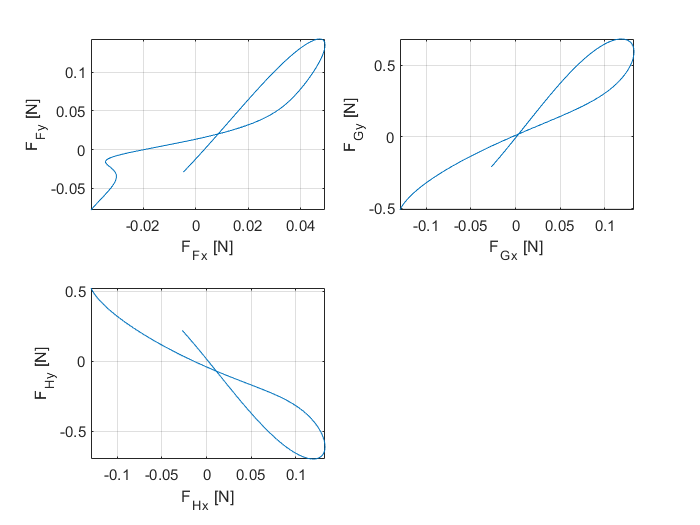 0.1
0.05
0
-0.05
F_Fy [N]
-0.02 0 0.02 0.04
F_Fx [N]
0.5
0
-0.5
F_Gy [N]
-0.1 -0.05 0 0.05 0.1
F_Gx [N]
0.5
0
-0.5
F_Hy [N]
-0.1 -0.05 0 0.05 0.1
F_Hx [N]